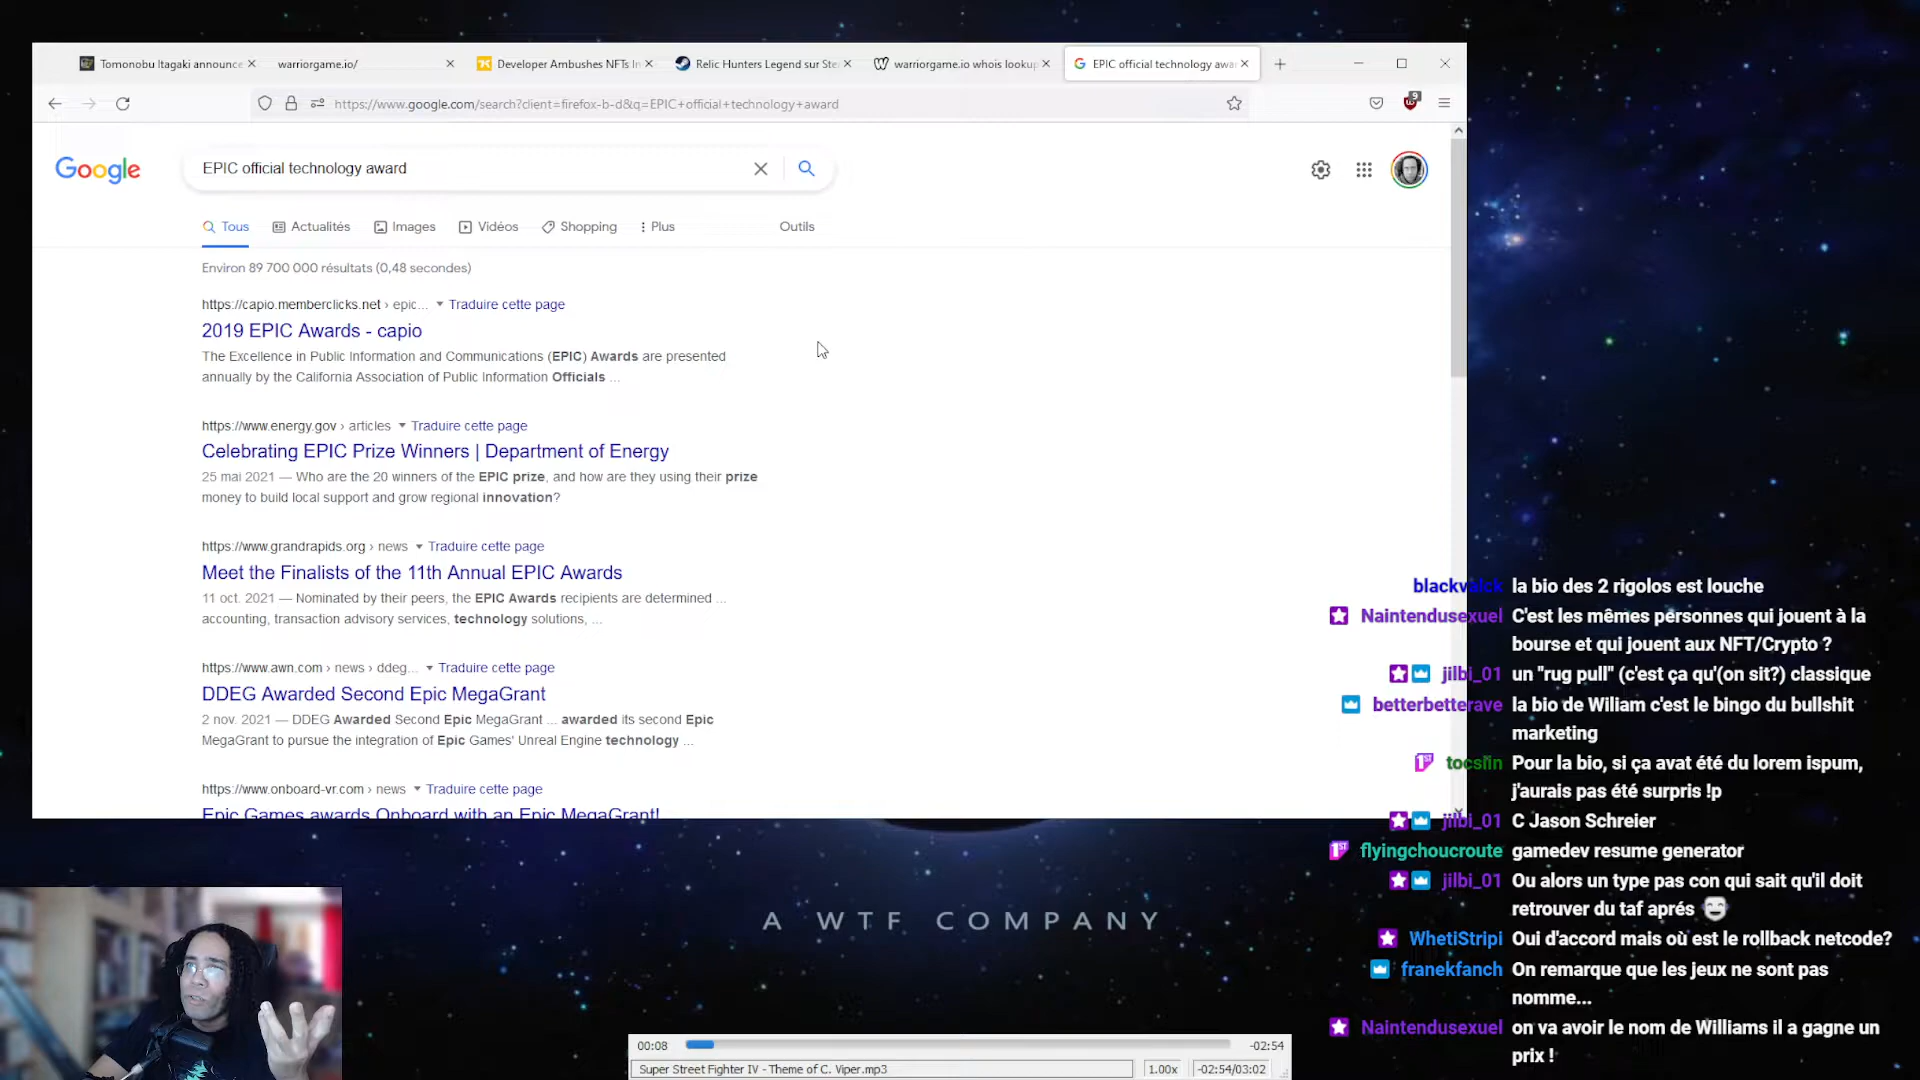 Tomonobu Itagaki announce
warriorgame.io/
Developer Ambushes NFTs In
Relic Hunters Legend sur Ste
warriorgame.io whois lookup
EPIC official technology awar
https://www.google.com/search?client=firefox-b-d&q=EPIC+official+technology+award
9
Google
EPIC official technology award
Tous
Actualités
Images
Vidéos
Shopping
Plus
Outils
Environ 89 700 000 résultats (0,48 secondes)
https://capio.memberclicks.net › epic... Traduire cette page
2019 EPIC Awards - capio
The Excellence in Public Information and Communications (EPIC) Awards are presented
annually by the California Association of Public Information Officials ...
https://www.energy.gov › articles Traduire cette page
Celebrating EPIC Prize Winners | Department of Energy
25 mai 2021 — Who are the 20 winners of the EPIC prize, and how are they using their prize
money to build local support and grow regional innovation?
https://www.grandrapids.org › news Traduire cette page
Meet the Finalists of the 11th Annual EPIC Awards
11 oct. 2021 — Nominated by their peers, the EPIC Awards recipients are determined ...
accounting, transaction advisory services, technology solutions, ...
https://www.awn.com › news › ddeg... Traduire cette page
DDEG Awarded Second Epic MegaGrant
2 nov. 2021 — DDEG Awarded Second Epic MegaGrant ... awarded its second Epic
MegaGrant to pursue the integration of Epic Games' Unreal Engine technology ...
https://www.onboard-vr.com › news Traduire cette page
Epic Games awards Onboard with an Epic MegaGrant!
blackvalck la bio des 2 rigolos est louche
Naintendusexuel C'est les mêmes personnes qui jouent à la
bourse et qui jouent aux NFT/Crypto ?
jilbi_01 un "rug pull" (c'est ça qu'(on sit?) classique
betterbetterave la bio de Wiliam c'est le bingo du bullshit
marketing
tocsiin Pour la bio, si ça avat été du lorem ispum,
j'aurais pas été surpris !p
jilbi_01 C Jason Schreier
flyingchoucroute gamedev resume generator
jilbi_01 Ou alors un type pas con qui sait qu'il doit
retrouver du taf aprés
WhetiStripi Oui d'accord mais où est le rollback netcode?
franekfanch On remarque que les jeux ne sont pas
nomme...
Naintendusexuel on va avoir le nom de Williams il a gagne un
prix !
A WTF COMPANY
00:08
-02:54
Super Street Fighter IV - Theme of C. Viper.mp3
1.00x
-02:54/03:02